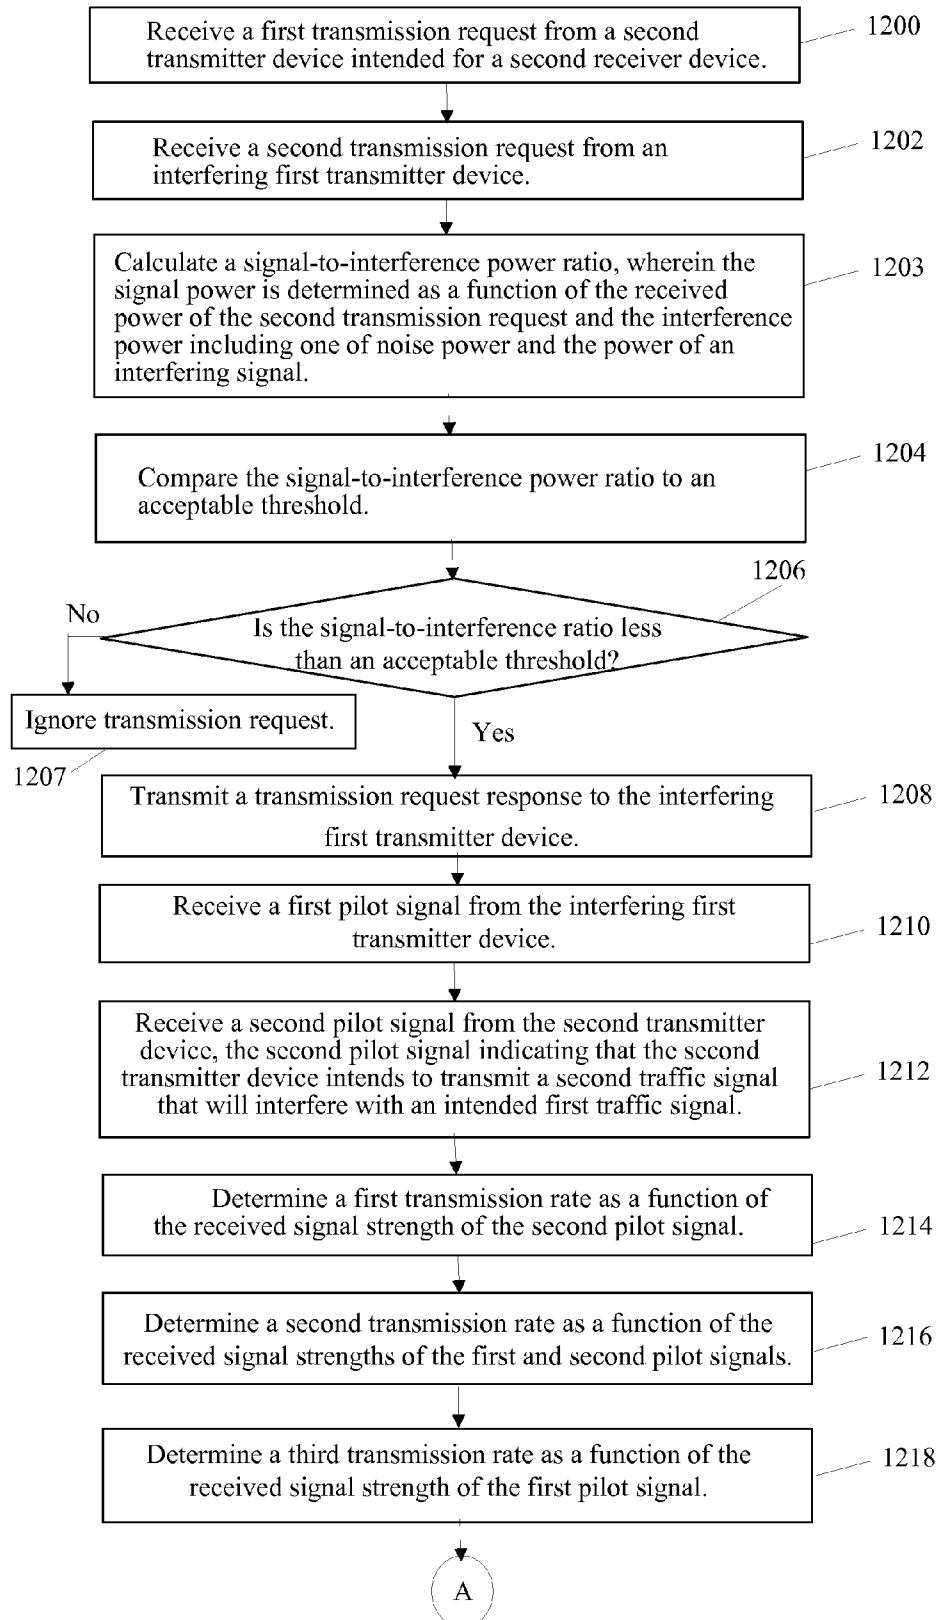 Receive a first transmission request from a second
transmitter device intended for a second receiver device.
1200
Receive a second transmission request from an
interfering first transmitter device.
1202
Calculate a signal-to-interference power ratio, wherein the
signal power is determined as a function of the received
power of the second transmission request and the interference
power including one of noise power and the power of an
interfering signal.
1203
Compare the signal-to-interference power ratio to an
acceptable threshold.
1204
1206
Is the signal-to-interference ratio less
than an acceptable threshold?
No
Ignore transmission request.
1207
Yes
Transmit a transmission request response to the interfering
first transmitter device.
1208
Receive a first pilot signal from the interfering first
transmitter device.
1210
Receive a second pilot signal from the second transmitter
device, the second pilot signal indicating that the second
transmitter device intends to transmit a second traffic signal
that will interfere with an intended first traffic signal.
1212
Determine a first transmission rate as a function of
the received signal strength of the second pilot signal.
1214
Determine a second transmission rate as a function of the
received signal strengths of the first and second pilot signals.
1216
Determine a third transmission rate as a function of the
received signal strength of the first pilot signal.
1218
A